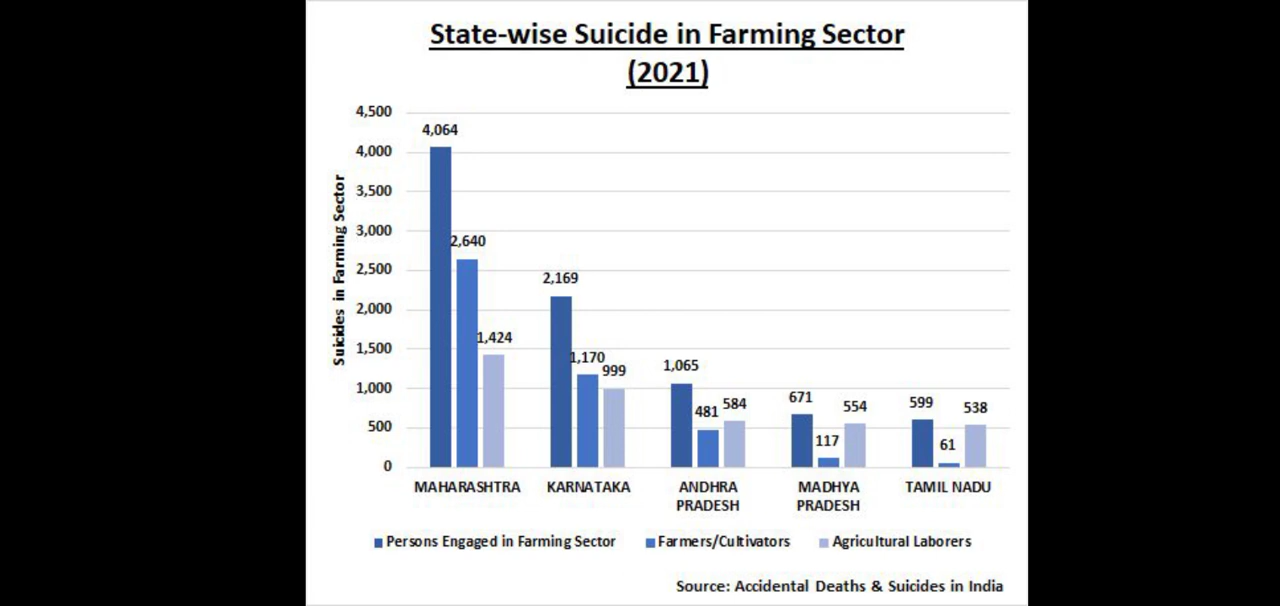 State-wise Suicide in Farming Sector
(2021)
Suicides in Farming Sector
4,500
4,000
3,500
3,000
2,500
2,000
1,500
1,000
500
0
4,064
2,640
1,424
2,169
1,170
999
1,065
481
584
671
117
554
599
61
538
MAHARASHTRA
KARNATAKA
ANDHRA
PRADESH
MADHYA
PRADESH
TAMIL NADU
Persons Engaged in Farming Sector
Farmers/Cultivators
Agricultural Laborers
Source: Accidental Deaths & Suicides in India